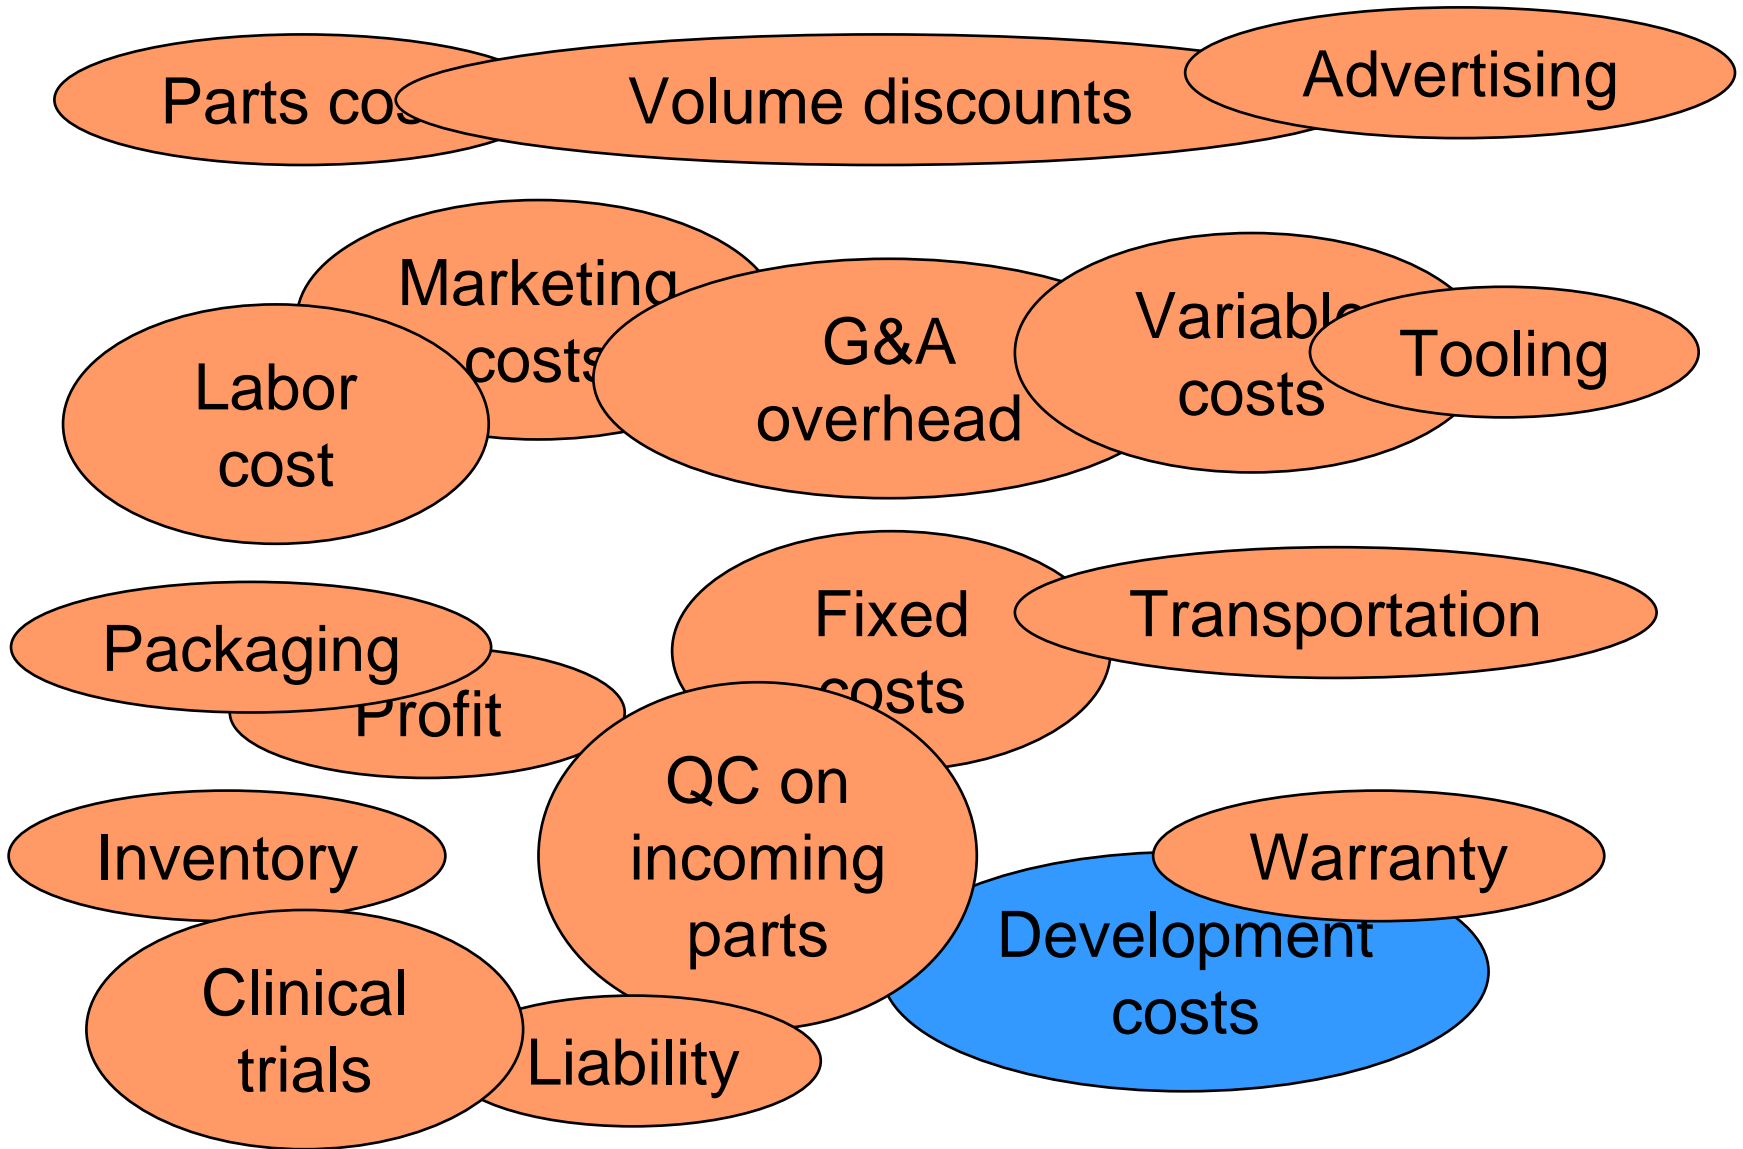 Parts cos
Volume discounts
Advertising
Marketing
costs
G&A
overhead
Variable
costs
Tooling
Labor
cost
Fixed
costs
Transportation
Packaging
Profit
QC on
incoming
parts
Inventory
Warranty
Development
costs
Clinical
trials
Liability